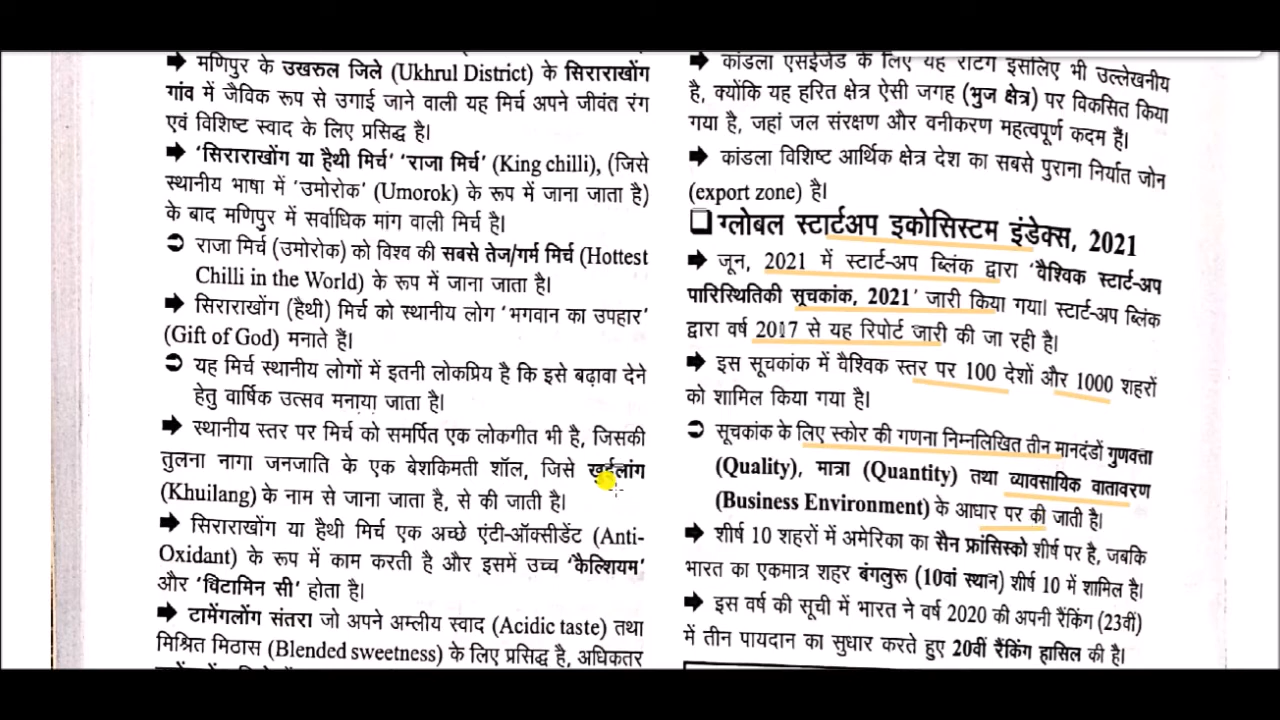 ➡ मणिपुर के उखरुल जिले (Ukhrul District) के सिराराखोंग
गांव में जैविक रूप से उगाई जाने वाली यह मिर्च अपने जीवंत रंग
एवं विशिष्ट स्वाद के लिए प्रसिद्ध है।
➡ 'सिराराखोंग या हैथी मिर्च' 'राजा मिर्च' (King chilli), (जिसे
स्थानीय भाषा में 'उमोरोक' (Umorok) के रूप में जाना जाता है)
के बाद मणिपुर में सर्वाधिक मांग वाली मिर्च है।
⊃ राजा मिर्च (उमोरोक) को विश्व की सबसे तेज/गर्म मिर्च (Hottest
Chilli in the World) के रूप में जाना जाता है।
➡ सिराराखोंग (हैथी) मिर्च को स्थानीय लोग 'भगवान का उपहार'
(Gift of God) मनाते हैं।
⊃ यह मिर्च स्थानीय लोगों में इतनी लोकप्रिय है कि इसे बढ़ावा देने
हेतु वार्षिक उत्सव मनाया जाता है।
➡ स्थानीय स्तर पर मिर्च को समर्पित एक लोकगीत भी है, जिसकी
तुलना नागा जनजाति के एक बेशकिमती शॉल, जिसे खुईलांग
(Khuilang) के नाम से जाना जाता है, से की जाती है।
➡ सिराराखोंग या हैथी मिर्च एक अच्छे एंटी-ऑक्सीडेंट (Anti-
Oxidant) के रूप में काम करती है और इसमें उच्च 'कैल्शियम'
और 'विटामिन सी' होता है।
➡ टामेंगलोंग संतरा जो अपने अम्लीय स्वाद (Acidic taste) तथा
मिश्रित मिठास (Blended sweetness) के लिए प्रसिद्ध है, अधिकतर
➡ कांडला एसईजेड के लिए यह रेटिंग इसलिए भी उल्लेखनीय
है, क्योंकि यह हरित क्षेत्र ऐसी जगह (भुज क्षेत्र) पर विकसित किया
गया है, जहां जल संरक्षण और वनीकरण महत्वपूर्ण कदम हैं।
➡ कांडला विशिष्ट आर्थिक क्षेत्र देश का सबसे पुराना निर्यात जोन
(export zone) है।
❑ ग्लोबल स्टार्टअप इकोसिस्टम इंडेक्स, 2021
➡ जून, 2021 में स्टार्ट-अप ब्लिंक द्वारा 'वैश्विक स्टार्ट-अप
पारिस्थितिकी सूचकांक, 2021' जारी किया गया। स्टार्ट-अप ब्लिंक
द्वारा वर्ष 2017 से यह रिपोर्ट जारी की जा रही है।
➡ इस सूचकांक में वैश्विक स्तर पर 100 देशों और 1000 शहरों
को शामिल किया गया है।
⊃ सूचकांक के लिए स्कोर की गणना निम्नलिखित तीन मानदंडों गुणवत्ता
(Quality), मात्रा (Quantity) तथा व्यावसायिक वातावरण
(Business Environment) के आधार पर की जाती है।
➡ शीर्ष 10 शहरों में अमेरिका का सैन फ्रांसिस्को शीर्ष पर है, जबकि
भारत का एकमात्र शहर बंगलुरू (10वां स्थान) शीर्ष 10 में शामिल है।
➡ इस वर्ष की सूची में भारत ने वर्ष 2020 की अपनी रैंकिंग (23वीं)
में तीन पायदान का सुधार करते हुए 20वीं रैंकिंग हासिल की है।